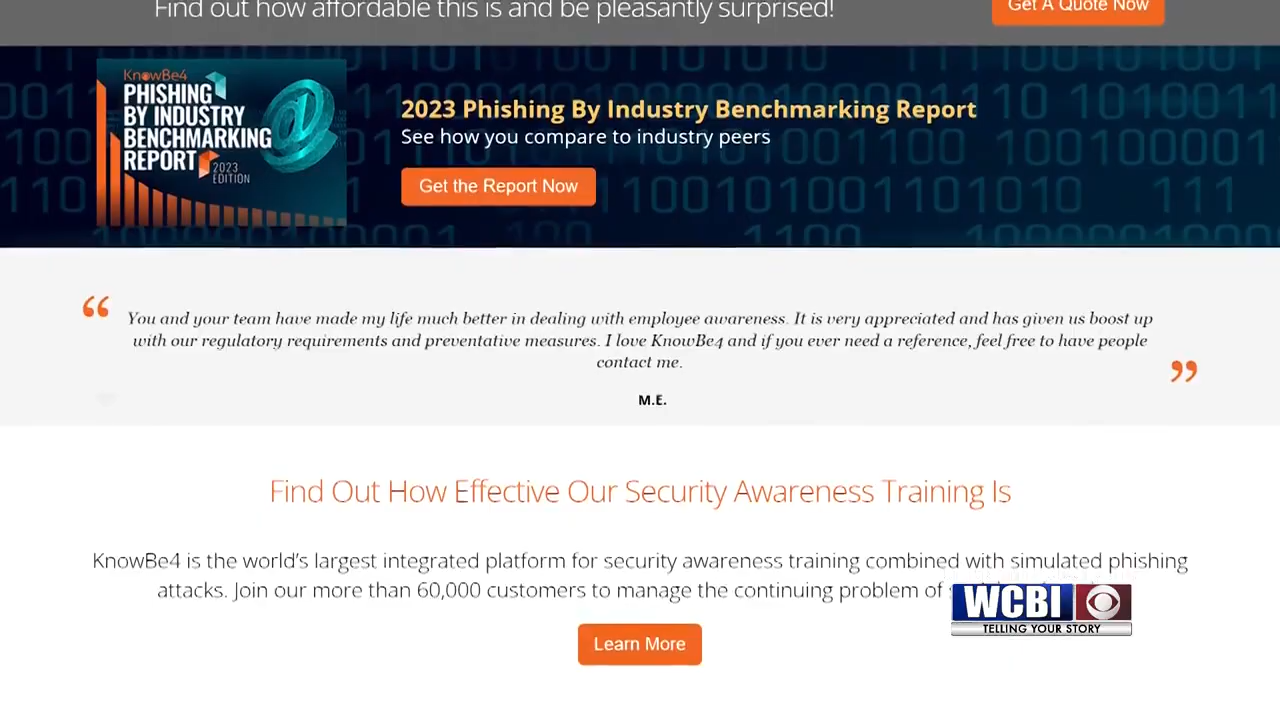 Find out how affordable this is and be pleasantly surprised!
Get A Quote Now
KnowBe4
PHISHING
BY INDUSTRY
BENCHMARKING
REPORT
2023
EDITION
2023 Phishing By Industry Benchmarking Report
See how you compare to industry peers
Get the Report Now
“ You and your team have made my life much better in dealing with employee awareness. It is very appreciated and has given us boost up
with our regulatory requirements and preventative measures. I love KnowBe4 and if you ever need a reference, feel free to have people
contact me. ”
M.E.
Find Out How Effective Our Security Awareness Training Is
KnowBe4 is the world’s largest integrated platform for security awareness training combined with simulated phishing
attacks. Join our more than 60,000 customers to manage the continuing problem of
WCBI
TELLING YOUR STORY
Learn More